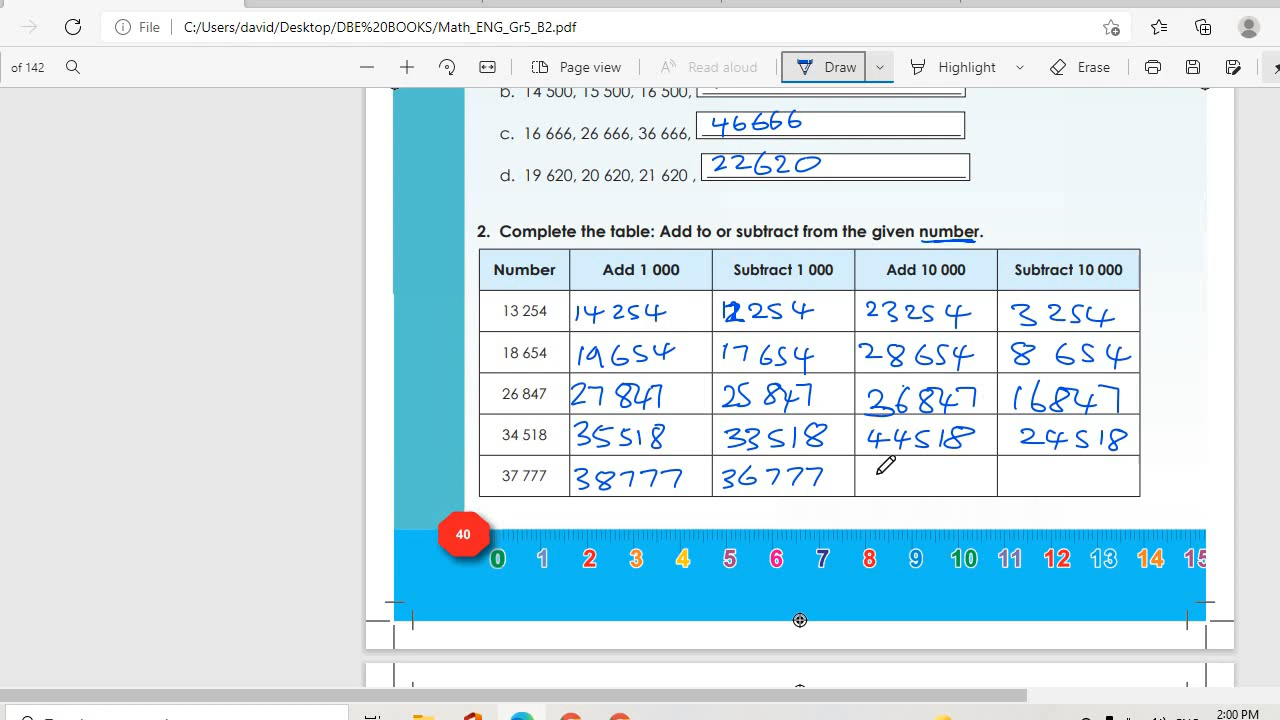 File C:/Users/david/Desktop/DBE%20BOOKS/Math_ENG_Gr5_B2.pdf
of 142 Page view Read aloud Draw Highlight Erase
b. 14 500, 15 500, 16 500,
c. 16 666, 26 666, 36 666, 46666
d. 19 620, 20 620, 21 620 , 22620
2. Complete the table: Add to or subtract from the given number.
Number Add 1 000 Subtract 1 000 Add 10 000 Subtract 10 000
13 254 14254 12254 23254 3254
18 654 19654 17654 28654 8 654
26 847 27847 25847 36847 16847
34 518 35518 33518 44518 24518
37 777 38777 36777
40
0 1 2 3 4 5 6 7 8 9 10 11 12 13 14 15
2:00 PM